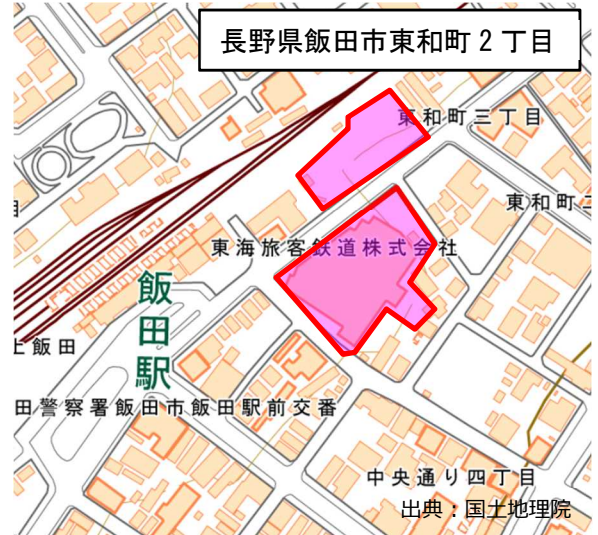 長野県飯田市東和町２丁目
東和町三丁目
東和町二
東海旅客鉄道株式会社
飯田駅
上飯田
田警察署飯田市飯田駅前交番
中央通り四丁目
出典：国土地理院